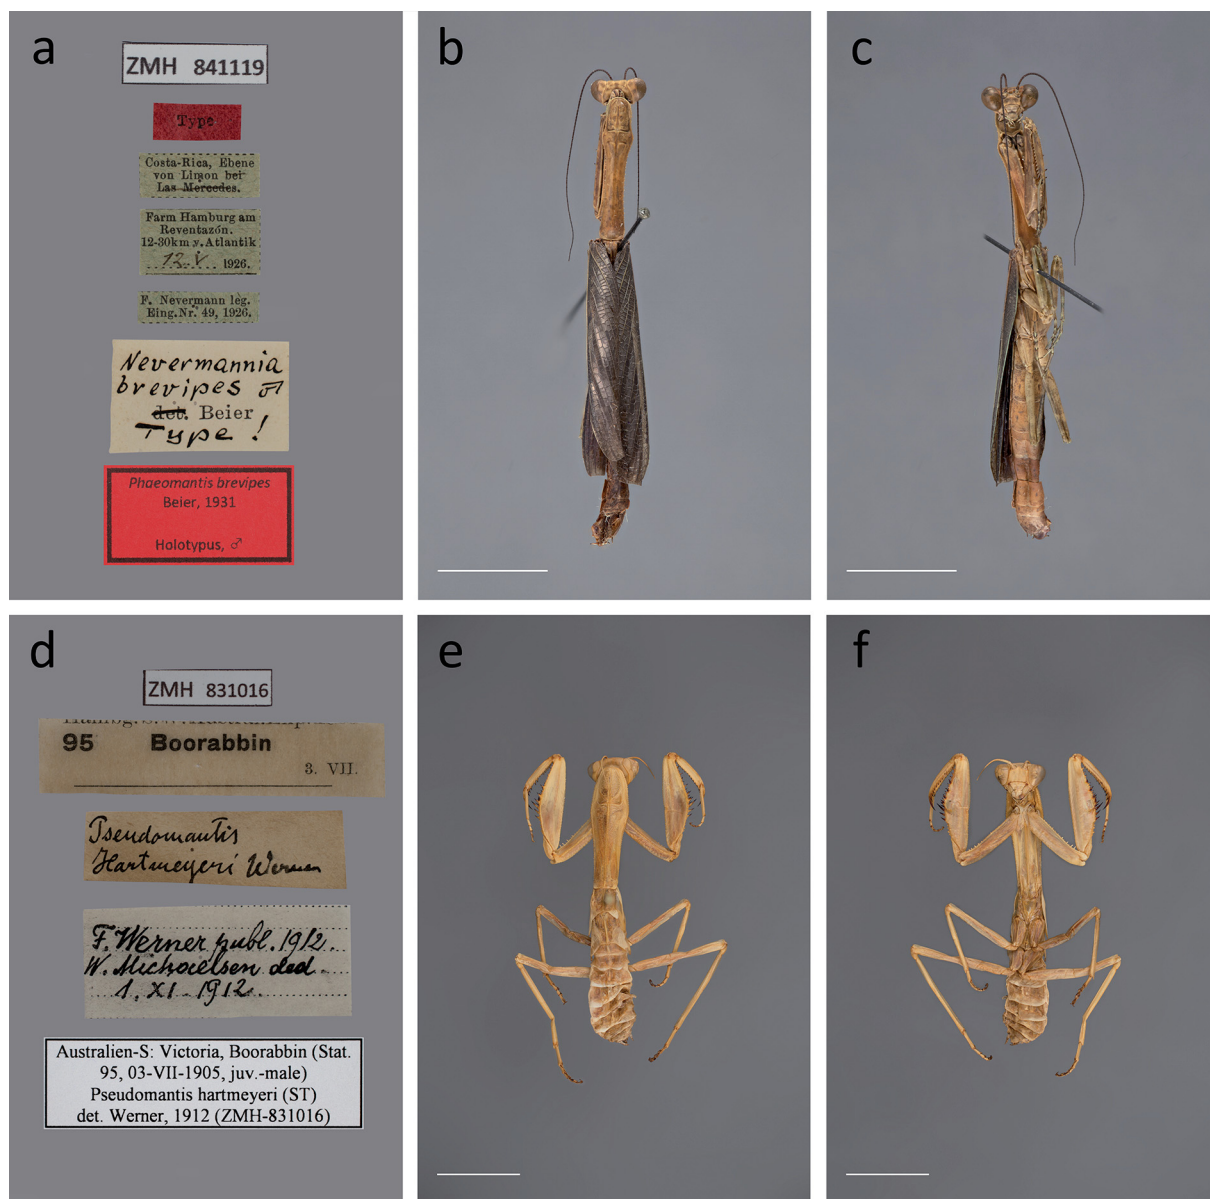 a
ZMH 841119
Type
Costa-Rica, Ebene
von Limon bei
Las Mercedes.
Farm Hamburg am
Reventazón.
12-30km v. Atlantik
12. V. 1926.
F. Nevermann leg.
Eing. Nr. 49, 1926.
Nevermannia
brevipes ♂
det. Beier
Type !
Phaeomantis brevipes
Beier, 1931
Holotypus, ♂
b
c
d
ZMH 831016
95 Boorabbin
3. VII.
Pseudomantis
Hartmeyeri Werner
F. Werner publ. 1912.
W. Michaelsen ded.
1. XI. 1912.
Australien-S: Victoria, Boorabbin (Stat.
95, 03-VII-1905, juv.-male)
Pseudomantis hartmeyeri (ST)
det. Werner, 1912 (ZMH-831016)
e
f